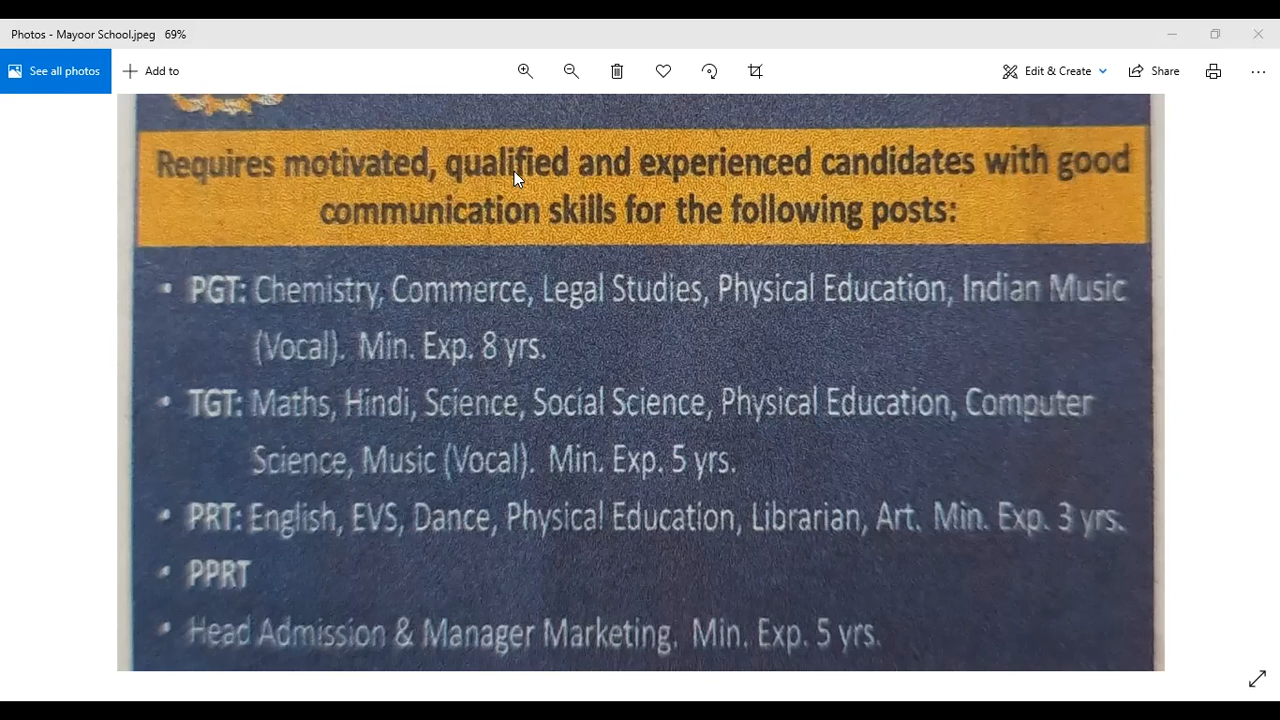 Photos - Mayoor School.jpeg 69%
See all photos
Add to
Edit & Create
Share
Requires motivated, qualified and experienced candidates with good
communication skills for the following posts:
• PGT: Chemistry, Commerce, Legal Studies, Physical Education, Indian Music
(Vocal). Min. Exp. 8 yrs.
• TGT: Maths, Hindi, Science, Social Science, Physical Education, Computer
Science, Music (Vocal). Min. Exp. 5 yrs.
• PRT: English, EVS, Dance, Physical Education, Librarian, Art. Min. Exp. 3 yrs.
• PPRT
• Head Admission & Manager Marketing. Min. Exp. 5 yrs.